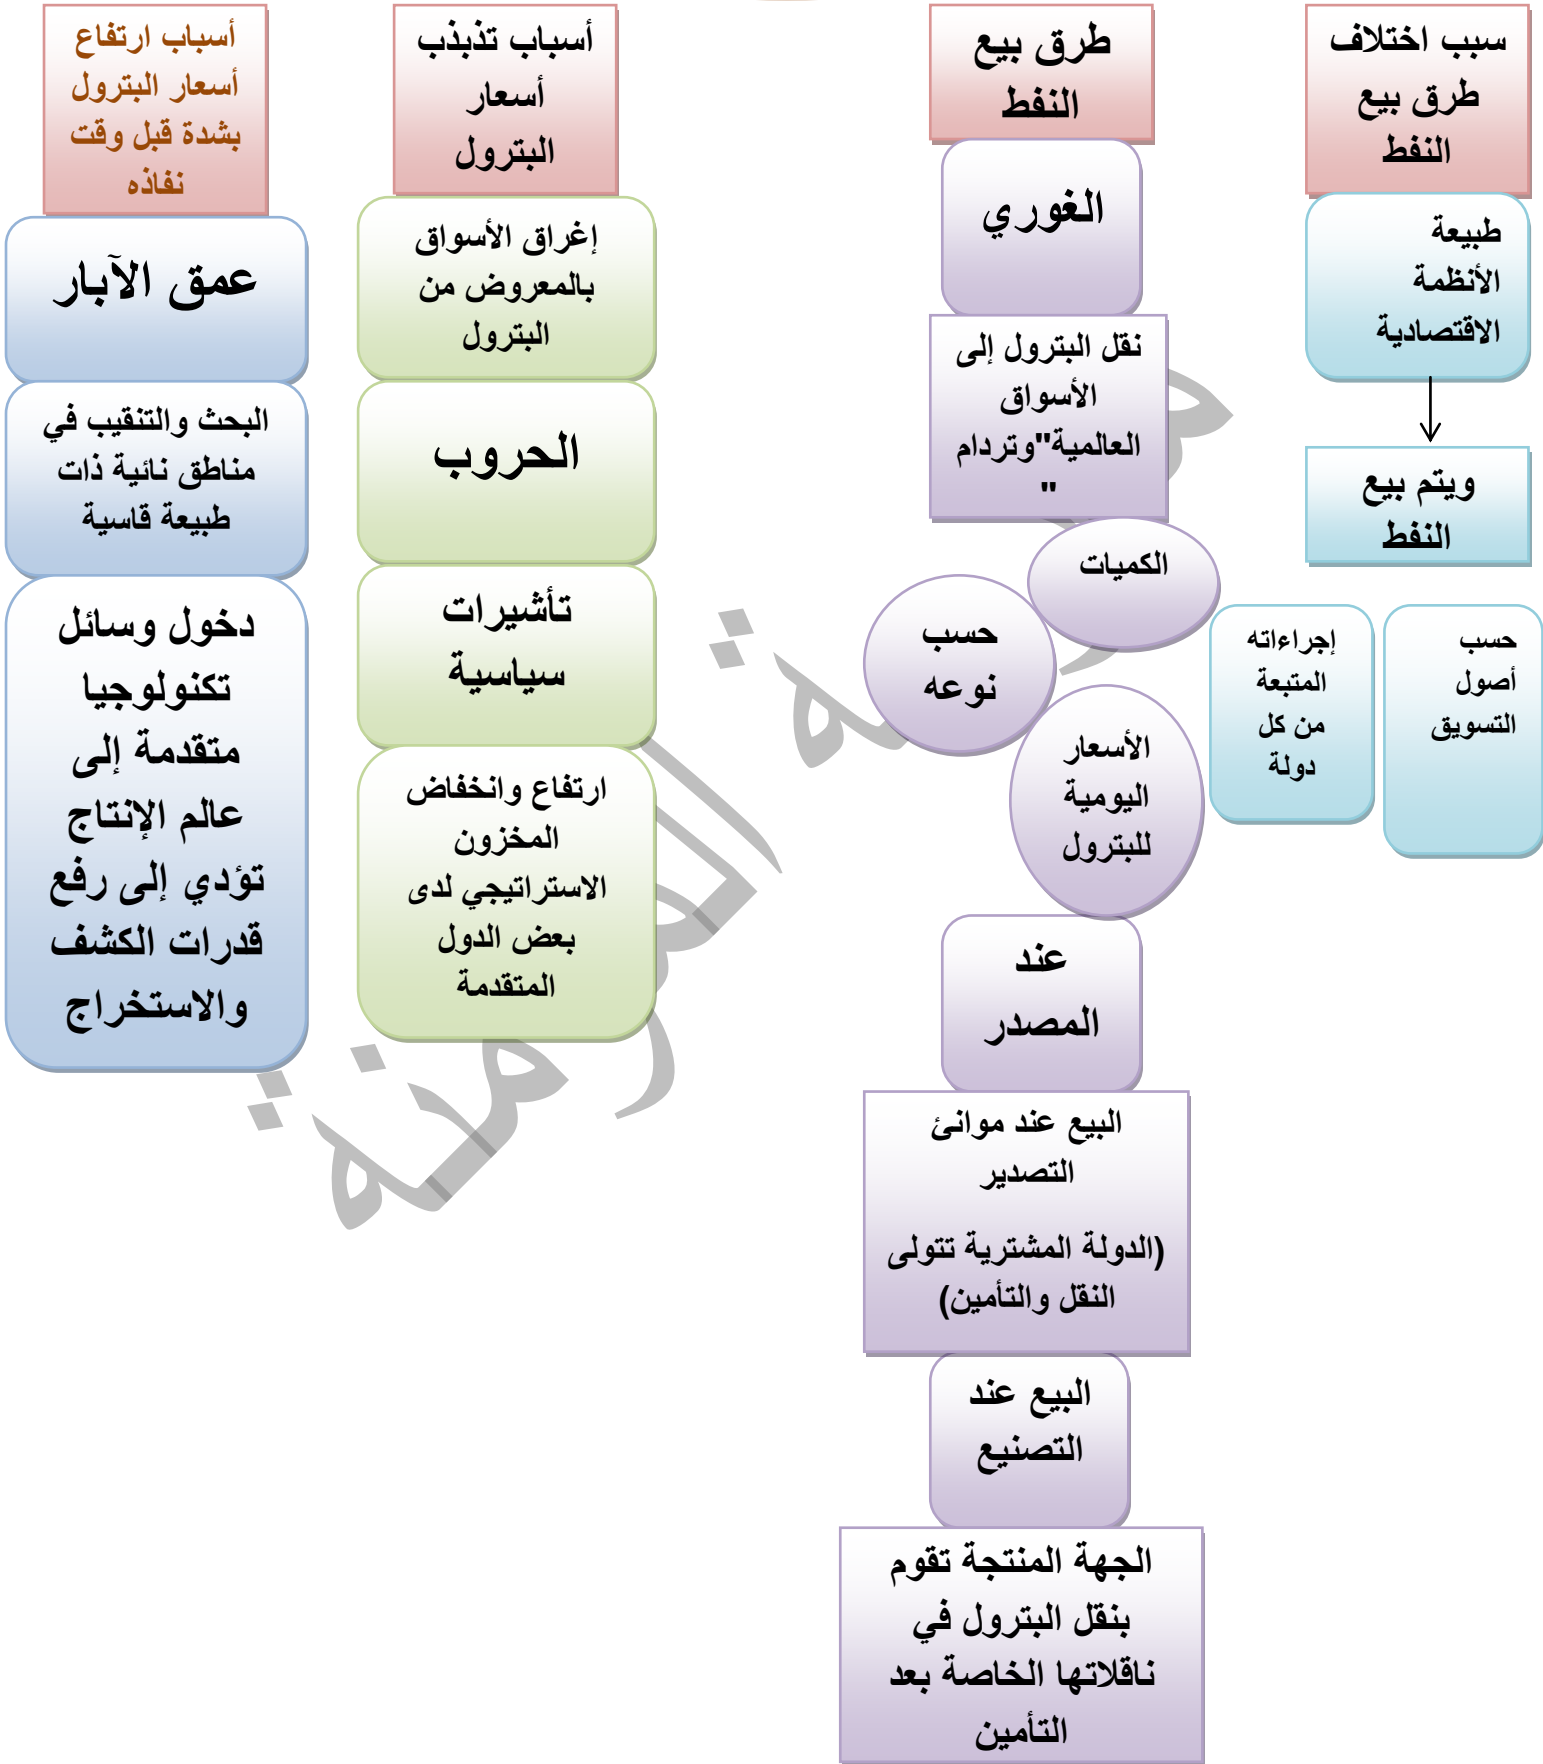 سبب اختلاف
طرق بيع
النفط
طبيعة
الأنظمة
الاقتصادية
ويتم بيع
النفط
حسب
أصول
التسويق
إجراءاته
المتبعة
من كل
دولة
طرق بيع
النفط
الغوري
نقل البترول إلى
الأسواق
العالمية"وتردام
"
الكميات
حسب
نوعه
الأسعار
اليومية
للبترول
عند
المصدر
البيع عند موانئ
التصدير
(الدولة المشترية تتولى
النقل والتأمين)
البيع عند
التصنيع
الجهة المنتجة تقوم
بنقل البترول في
ناقلاتها الخاصة بعد
التأمين
أسباب تذبذب
أسعار
البترول
إغراق الأسواق
بالمعروض من
البترول
الحروب
تأشيرات
سياسية
ارتفاع وانخفاض
المخزون
الاستراتيجي لدى
بعض الدول
المتقدمة
أسباب ارتفاع
أسعار البترول
بشدة قبل وقت
نفاذه
عمق الآبار
البحث والتنقيب في
مناطق نائية ذات
طبيعة قاسية
دخول وسائل
تكنولوجيا
متقدمة إلى
عالم الإنتاج
تؤدي إلى رفع
قدرات الكشف
والاستخراج